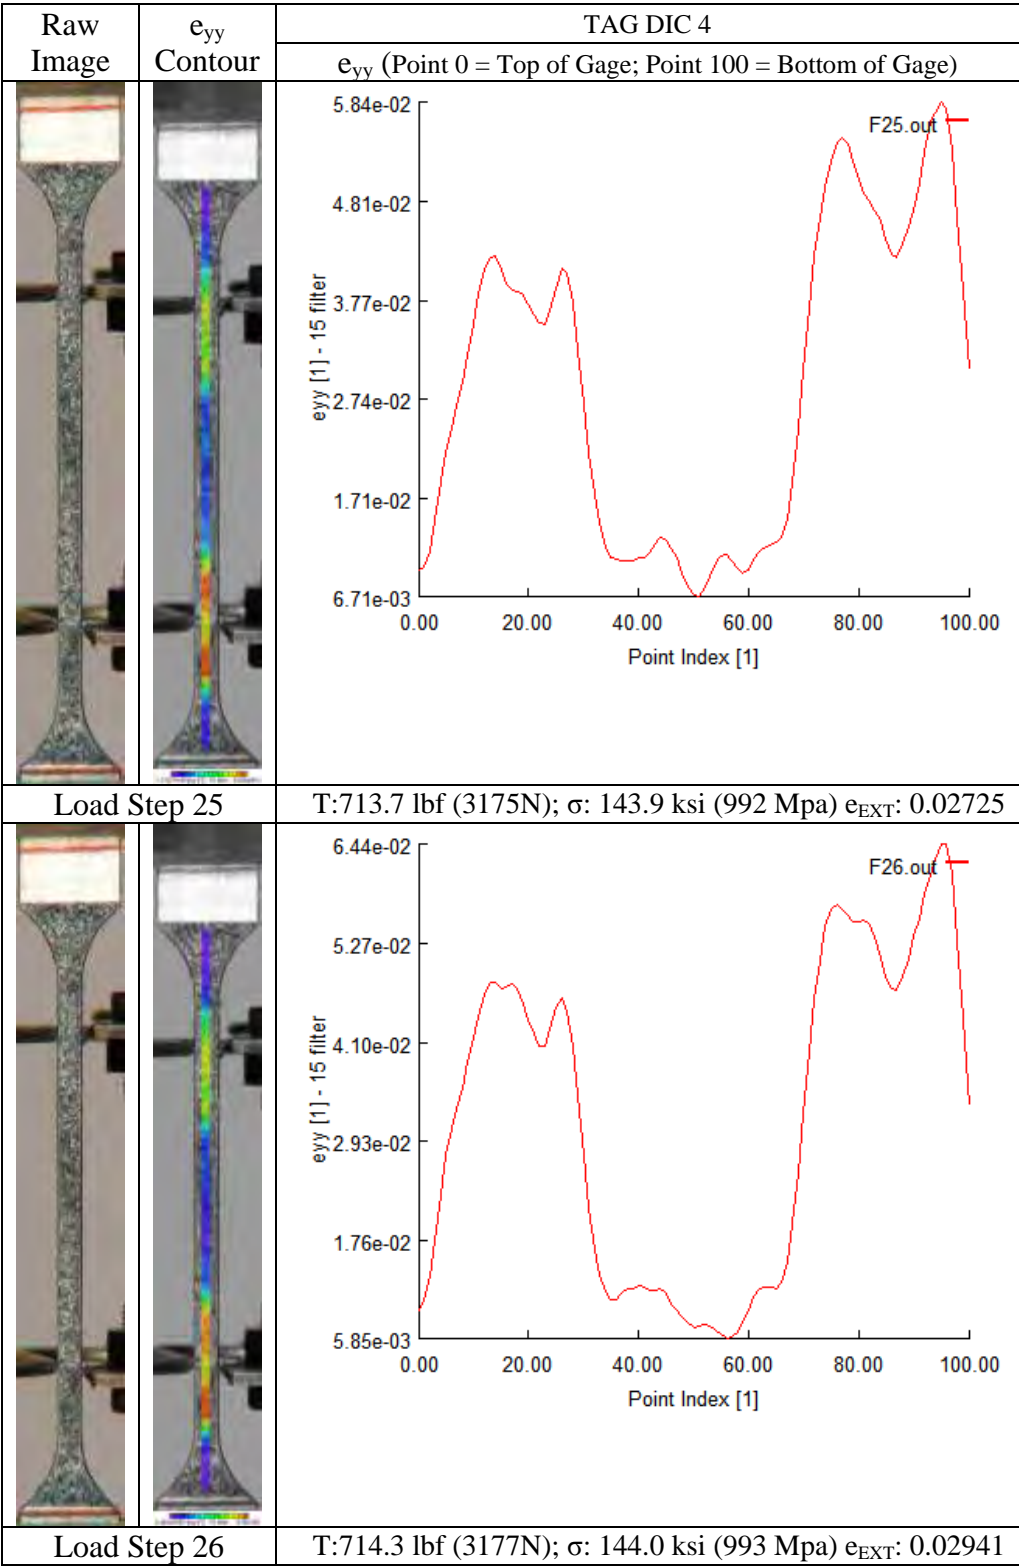 Raw
Image
e_yy
Contour
TAG DIC 4
e_yy (Point 0 = Top of Gage; Point 100 = Bottom of Gage)
5.84e-02
4.81e-02
3.77e-02
2.74e-02
1.71e-02
6.71e-03
eyy [1] - 15 filter
F25.out
0.00 20.00 40.00 60.00 80.00 100.00
Point Index [1]
Load Step 25
T:713.7 lbf (3175N); σ: 143.9 ksi (992 Mpa) e_EXT: 0.02725
6.44e-02
5.27e-02
4.10e-02
2.93e-02
1.76e-02
5.85e-03
eyy [1] - 15 filter
F26.out
0.00 20.00 40.00 60.00 80.00 100.00
Point Index [1]
Load Step 26
T:714.3 lbf (3177N); σ: 144.0 ksi (993 Mpa) e_EXT: 0.02941